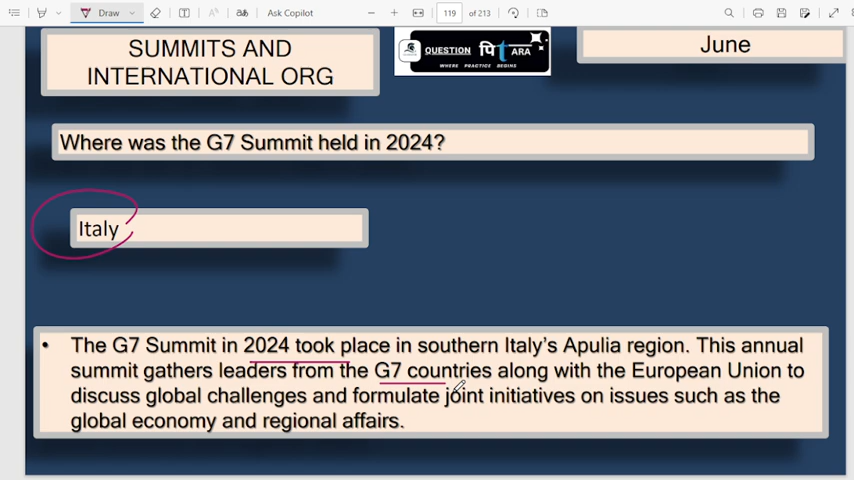 Draw
Ask Copilot
119 of 213
SUMMITS AND
INTERNATIONAL ORG
QUESTION पिटARA
WHERE PRACTICE BEGINS
June
Where was the G7 Summit held in 2024?
Italy
• The G7 Summit in 2024 took place in southern Italy's Apulia region. This annual
summit gathers leaders from the G7 countries along with the European Union to
discuss global challenges and formulate joint initiatives on issues such as the
global economy and regional affairs.